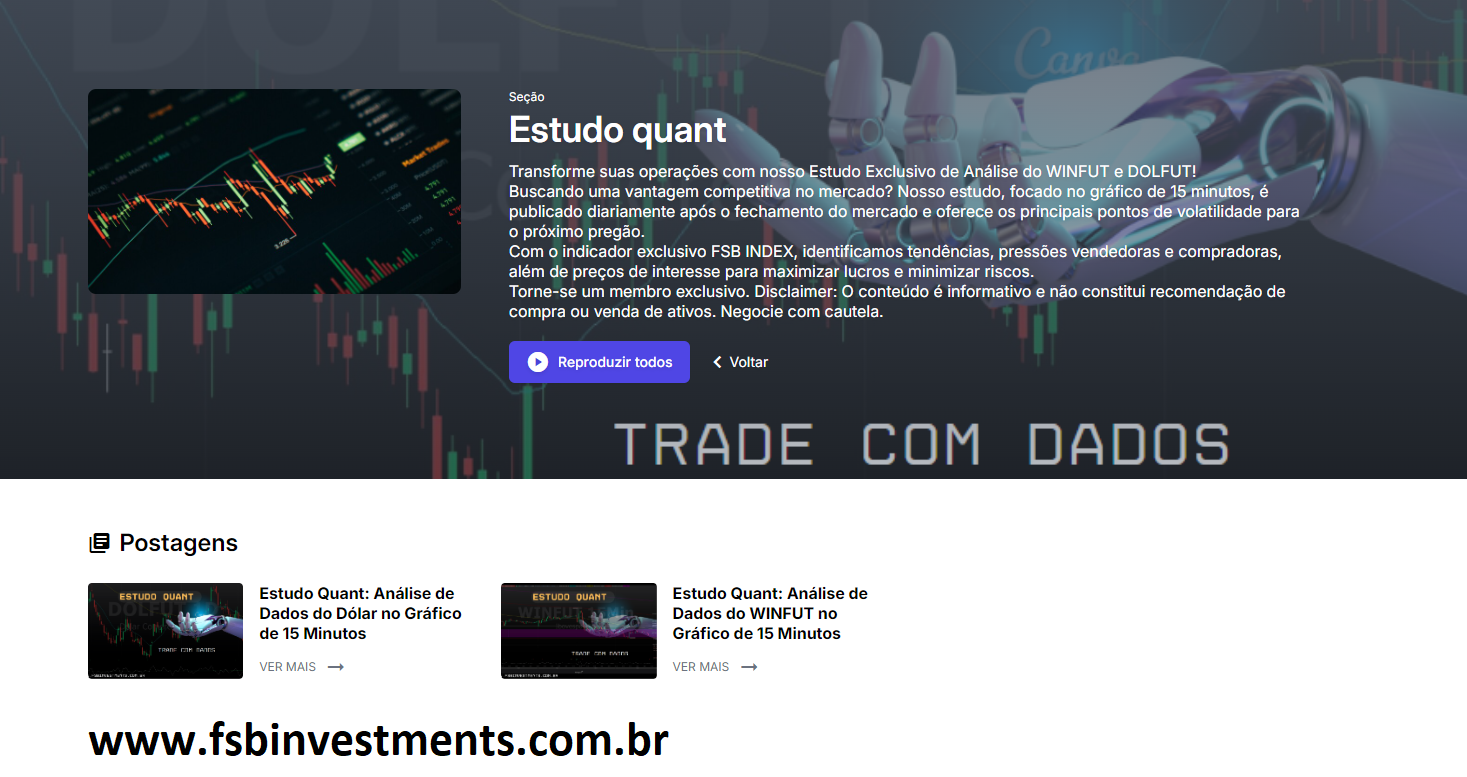 DOLFUT
Canva
Market Trades
Seção
Estudo quant
Transforme suas operações com nosso Estudo Exclusivo de Análise do WINFUT e DOLFUT!
Buscando uma vantagem competitiva no mercado? Nosso estudo, focado no gráfico de 15 minutos, é
publicado diariamente após o fechamento do mercado e oferece os principais pontos de volatilidade para
o próximo pregão.
Com o indicador exclusivo FSB INDEX, identificamos tendências, pressões vendedoras e compradoras,
além de preços de interesse para maximizar lucros e minimizar riscos.
Torne-se um membro exclusivo. Disclaimer: O conteúdo é informativo e não constitui recomendação de
compra ou venda de ativos. Negocie com cautela.
Reproduzir todos
Voltar
TRADE COM DADOS
Postagens
ESTUDO QUANT
DOLFUT
TRADE COM DADOS
Estudo Quant: Análise de
Dados do Dólar no Gráfico
de 15 Minutos
VER MAIS
ESTUDO QUANT
WINFUT 15Min
TRADE COM DADOS
Estudo Quant: Análise de
Dados do WINFUT no
Gráfico de 15 Minutos
VER MAIS
www.fsbinvestments.com.br